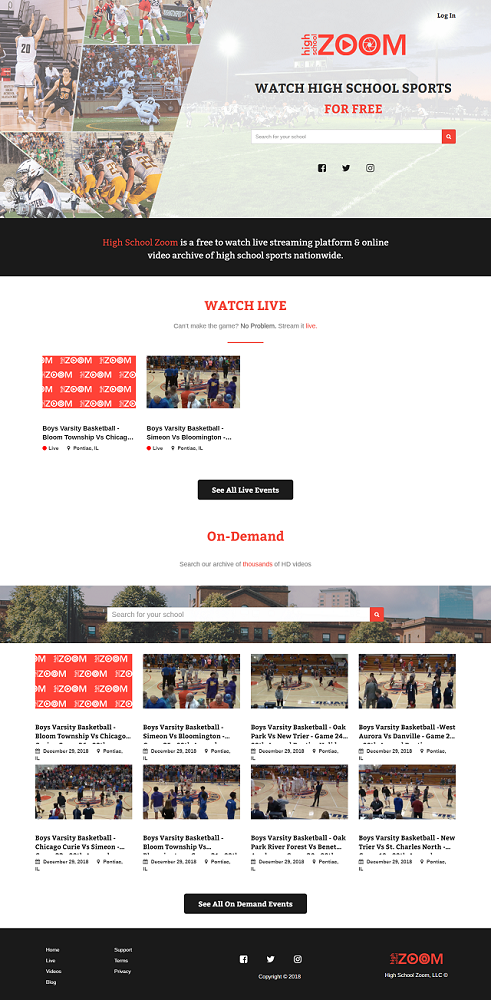 Log In
high school ZOOM
WATCH HIGH SCHOOL SPORTS
FOR FREE
Search for your school
High School Zoom is a free to watch live streaming platform & online
video archive of high school sports nationwide.
WATCH LIVE
Can't make the game? No Problem. Stream it live.
Boys Varsity Basketball -
Bloom Township Vs Chicag...
Live Pontiac, IL
Boys Varsity Basketball -
Simeon Vs Bloomington -...
Live Pontiac, IL
See All Live Events
On-Demand
Search our archive of thousands of HD videos
Search for your school
Boys Varsity Basketball -
Bloom Township Vs Chicago
December 29, 2018 Pontiac,
IL
Boys Varsity Basketball -
Simeon Vs Bloomington -
December 29, 2018 Pontiac,
IL
Boys Varsity Basketball - Oak
Park Vs New Trier - Game 24
December 29, 2018 Pontiac,
IL
Boys Varsity Basketball -West
Aurora Vs Danville - Game 2...
December 29, 2018 Pontiac,
IL
Boys Varsity Basketball -
Chicago Curie Vs Simeon -
December 29, 2018 Pontiac,
IL
Boys Varsity Basketball -
Bloom Township Vs
December 29, 2018 Pontiac,
IL
Boys Varsity Basketball - Oak
Park River Forest Vs Benet
December 29, 2018 Pontiac,
IL
Boys Varsity Basketball - New
Trier Vs St. Charles North -
December 29, 2018 Pontiac,
IL
See All On Demand Events
Home
Live
Videos
Blog
Support
Terms
Privacy
Copyright © 2018
ZOOM
High School Zoom, LLC ©